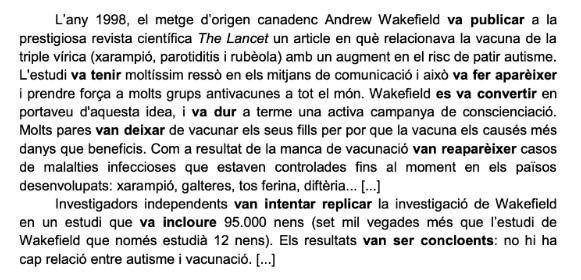 L'any 1998, el metge d'origen canadenc Andrew Wakefield va publicar a la
prestigiosa revista científica The Lancet un article en què relacionava la vacuna de la
triple vírica (xarampió, parotiditis i rubèola) amb un augment en el risc de patir autisme.
L'estudi va tenir moltíssim ressò en els mitjans de comunicació i això va fer aparèixer
i prendre força a molts grups antivacunes a tot el món. Wakefield es va convertir en
portaveu d'aquesta idea, i va dur a terme una activa campanya de conscienciació.
Molts pares van deixar de vacunar els seus fills per por que la vacuna els causés més
danys que beneficis. Com a resultat de la manca de vacunació van reaparèixer casos
de malalties infeccioses que estaven controlades fins al moment en els països
desenvolupats: xarampió, galteres, tos ferina, diftèria... [...]
Investigadors independents van intentar replicar la investigació de Wakefield
en un estudi que va incloure 95.000 nens (set mil vegades més que l'estudi de
Wakefield que només estudià 12 nens). Els resultats van ser concloents: no hi ha
cap relació entre autisme i vacunació. [...]